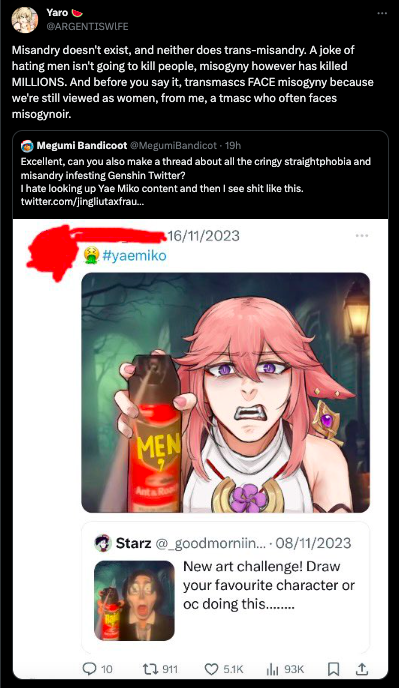 Yaro 🍉
@ARGENTISWIFE
Misandry doesn't exist, and neither does trans-misandry. A joke of
hating men isn't going to kill people, misogyny however has killed
MILLIONS. And before you say it, transmascs FACE misogyny because
we're still viewed as women, from me, a tmasc who often faces
misogynoir.
Megumi Bandicoot @MegumiBandicot · 19h
Excellent, can you also make a thread about all the cringy straightphobia and
misandry infesting Genshin Twitter?
I hate looking up Yae Miko content and then I see shit like this.
twitter.com/jingliutaxfrau...
16/11/2023
🤮 #yaemiko
MEN
Starz @_goodmorniin... · 08/11/2023
New art challenge! Draw
your favourite character or
oc doing this........
10 911 5.1K 93K